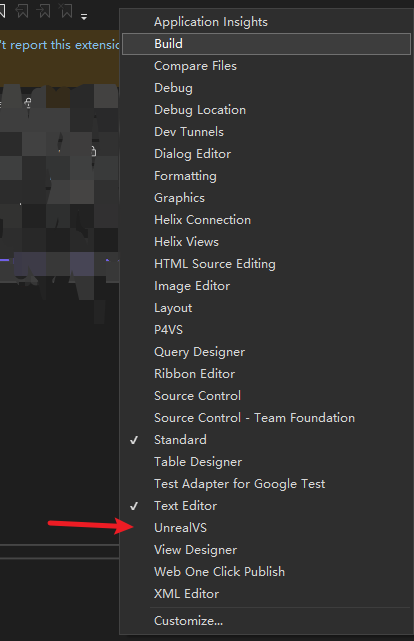 Application Insights
Build
't report this extensio
Compare Files
Debug
Debug Location
Dev Tunnels
Dialog Editor
Formatting
Graphics
Helix Connection
Helix Views
HTML Source Editing
Image Editor
Layout
P4VS
Query Designer
Ribbon Editor
Source Control
Source Control - Team Foundation
Standard
Table Designer
Test Adapter for Google Test
Text Editor
UnrealVS
View Designer
Web One Click Publish
XML Editor
Customize...